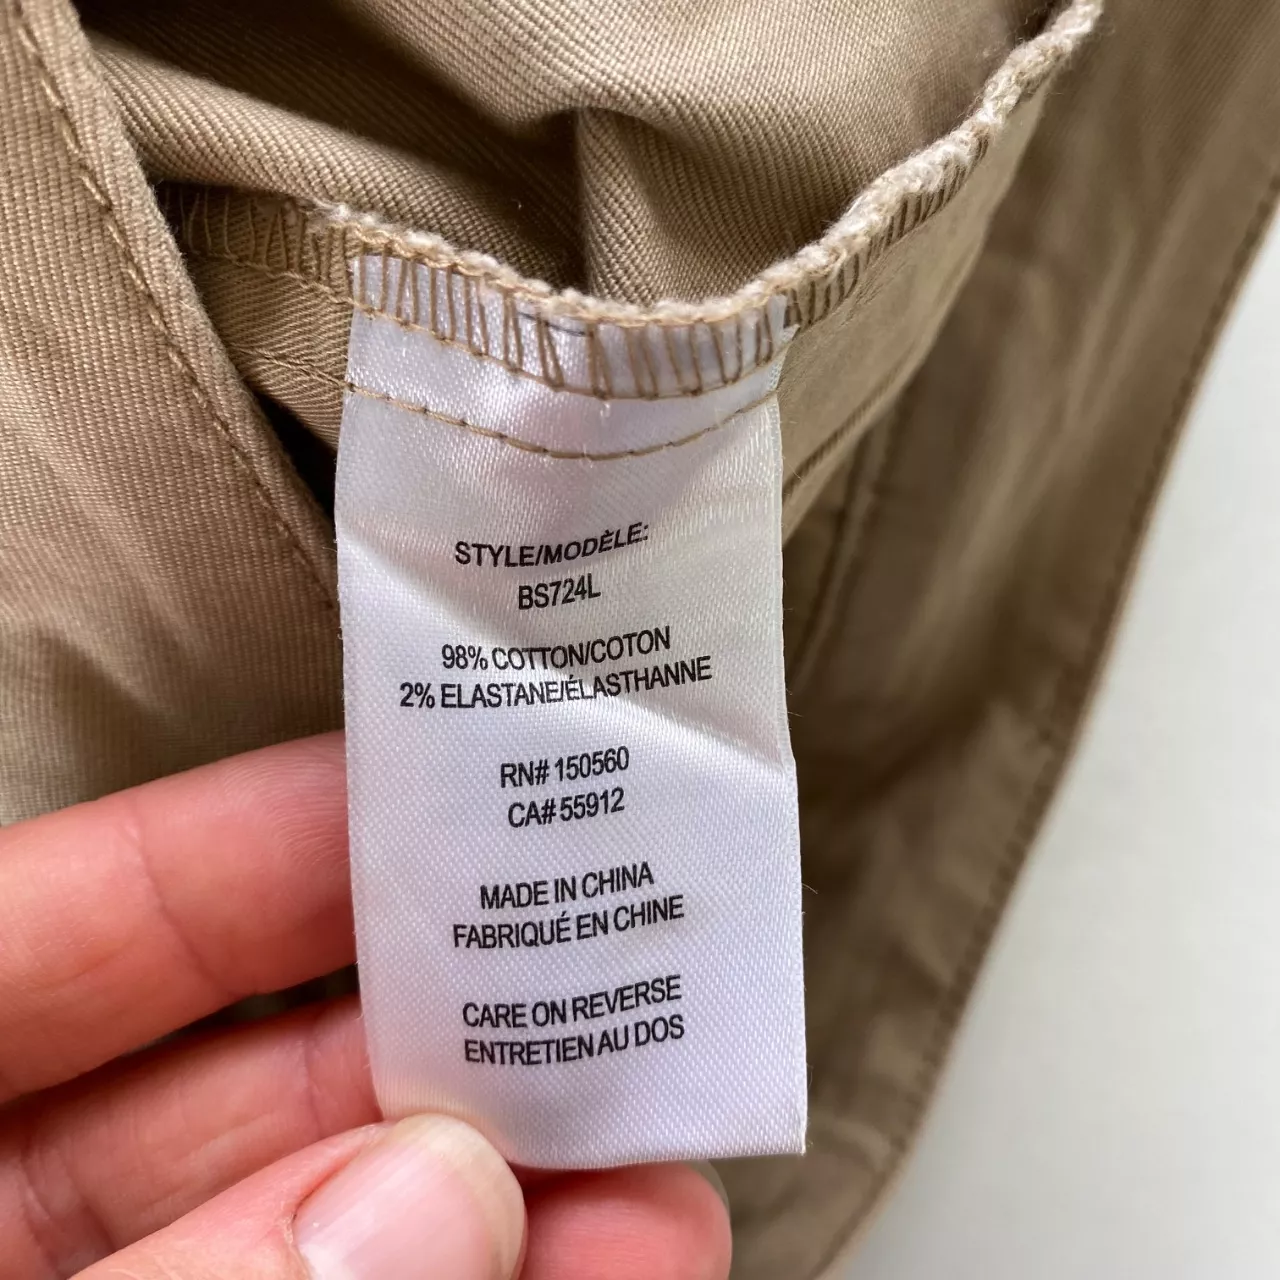 STYLE/MODÈLE:
BS724L
98% COTTON/COTON
2% ELASTANE/ÉLASTHANNE
RN# 150560
CA# 55912
MADE IN CHINA
FABRIQUÉ EN CHINE
CARE ON REVERSE
ENTRETIEN AU DOS